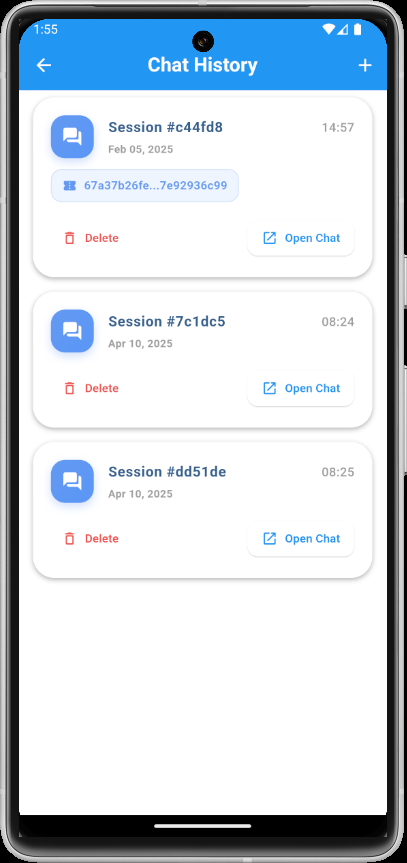 1:55
Chat History
Session #c44fd8 14:57
Feb 05, 2025
67a37b26fe...7e92936c99
Delete Open Chat
Session #7c1dc5 08:24
Apr 10, 2025
Delete Open Chat
Session #dd51de 08:25
Apr 10, 2025
Delete Open Chat